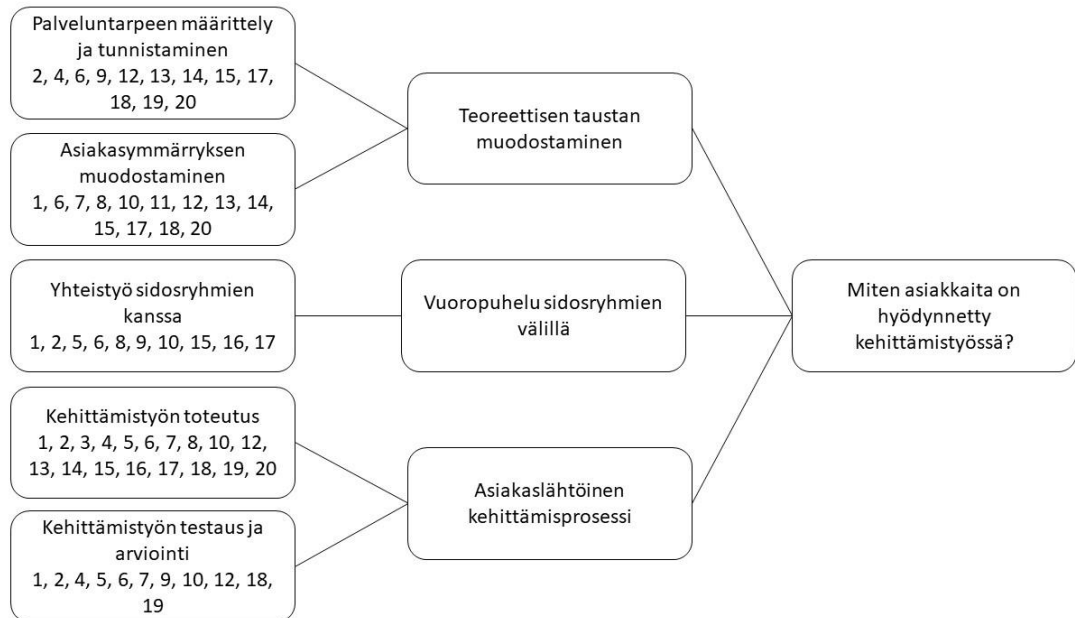 Palveluntarpeen määrittely
ja tunnistaminen
2, 4, 6, 9, 12, 13, 14, 15, 17,
18, 19, 20
Asiakasymmärryksen
muodostaminen
1, 6, 7, 8, 10, 11, 12, 13, 14,
15, 17, 18, 20
Yhteistyö sidosryhmien
kanssa
1, 2, 5, 6, 8, 9, 10, 15, 16, 17
Kehittämistyön toteutus
1, 2, 3, 4, 5, 6, 7, 8, 10, 12,
13, 14, 15, 16, 17, 18, 19, 20
Kehittämistyön testaus ja
arviointi
1, 2, 4, 5, 6, 7, 9, 10, 12, 18,
19
Teoreettisen taustan
muodostaminen
Vuoropuhelu sidosryhmien
välillä
Asiakaslähtöinen
kehittämisprosessi
Miten asiakkaita on
hyödynnetty
kehittämistyössä?